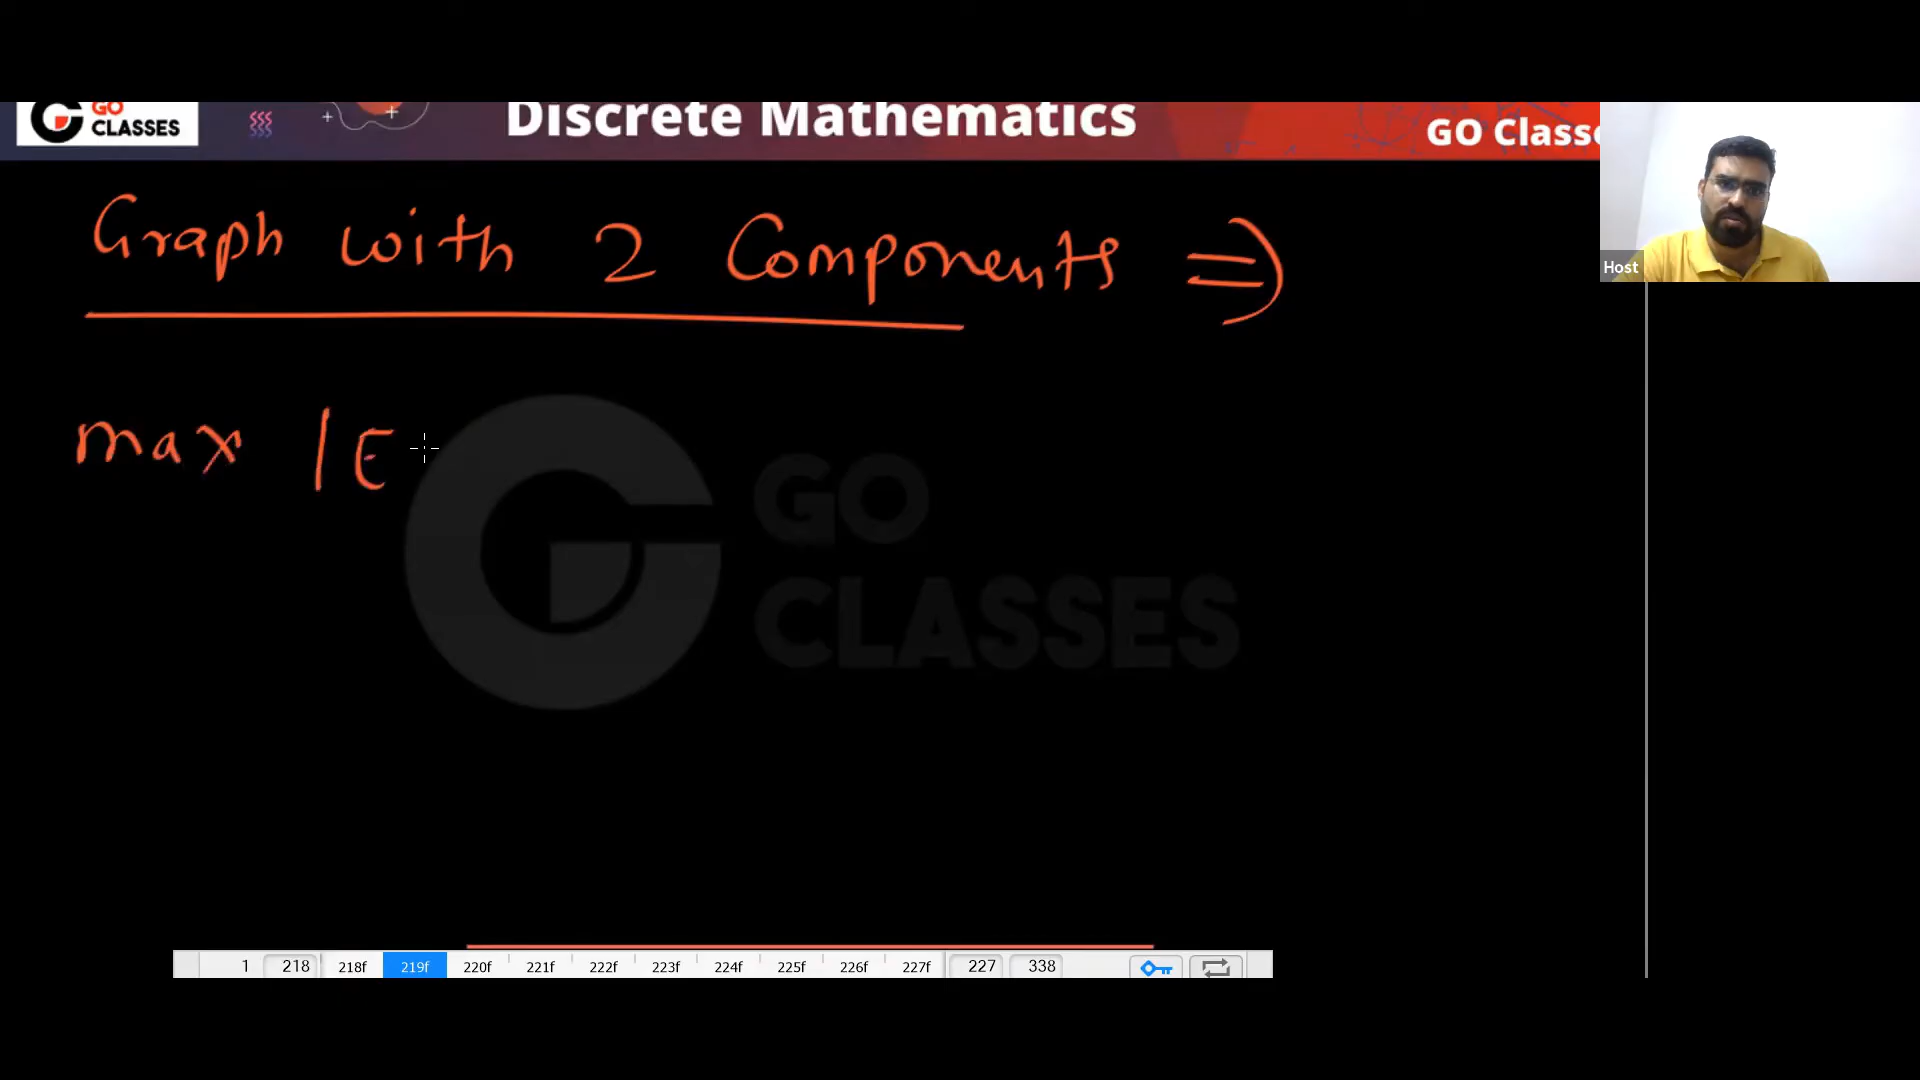 GO CLASSES
Discrete Mathematics
GO Classe
Host
Graph with 2 Components ⇒
max |E
GO
CLASSES
1 218 218f 219f 220f 221f 222f 223f 224f 225f 226f 227f 227 338